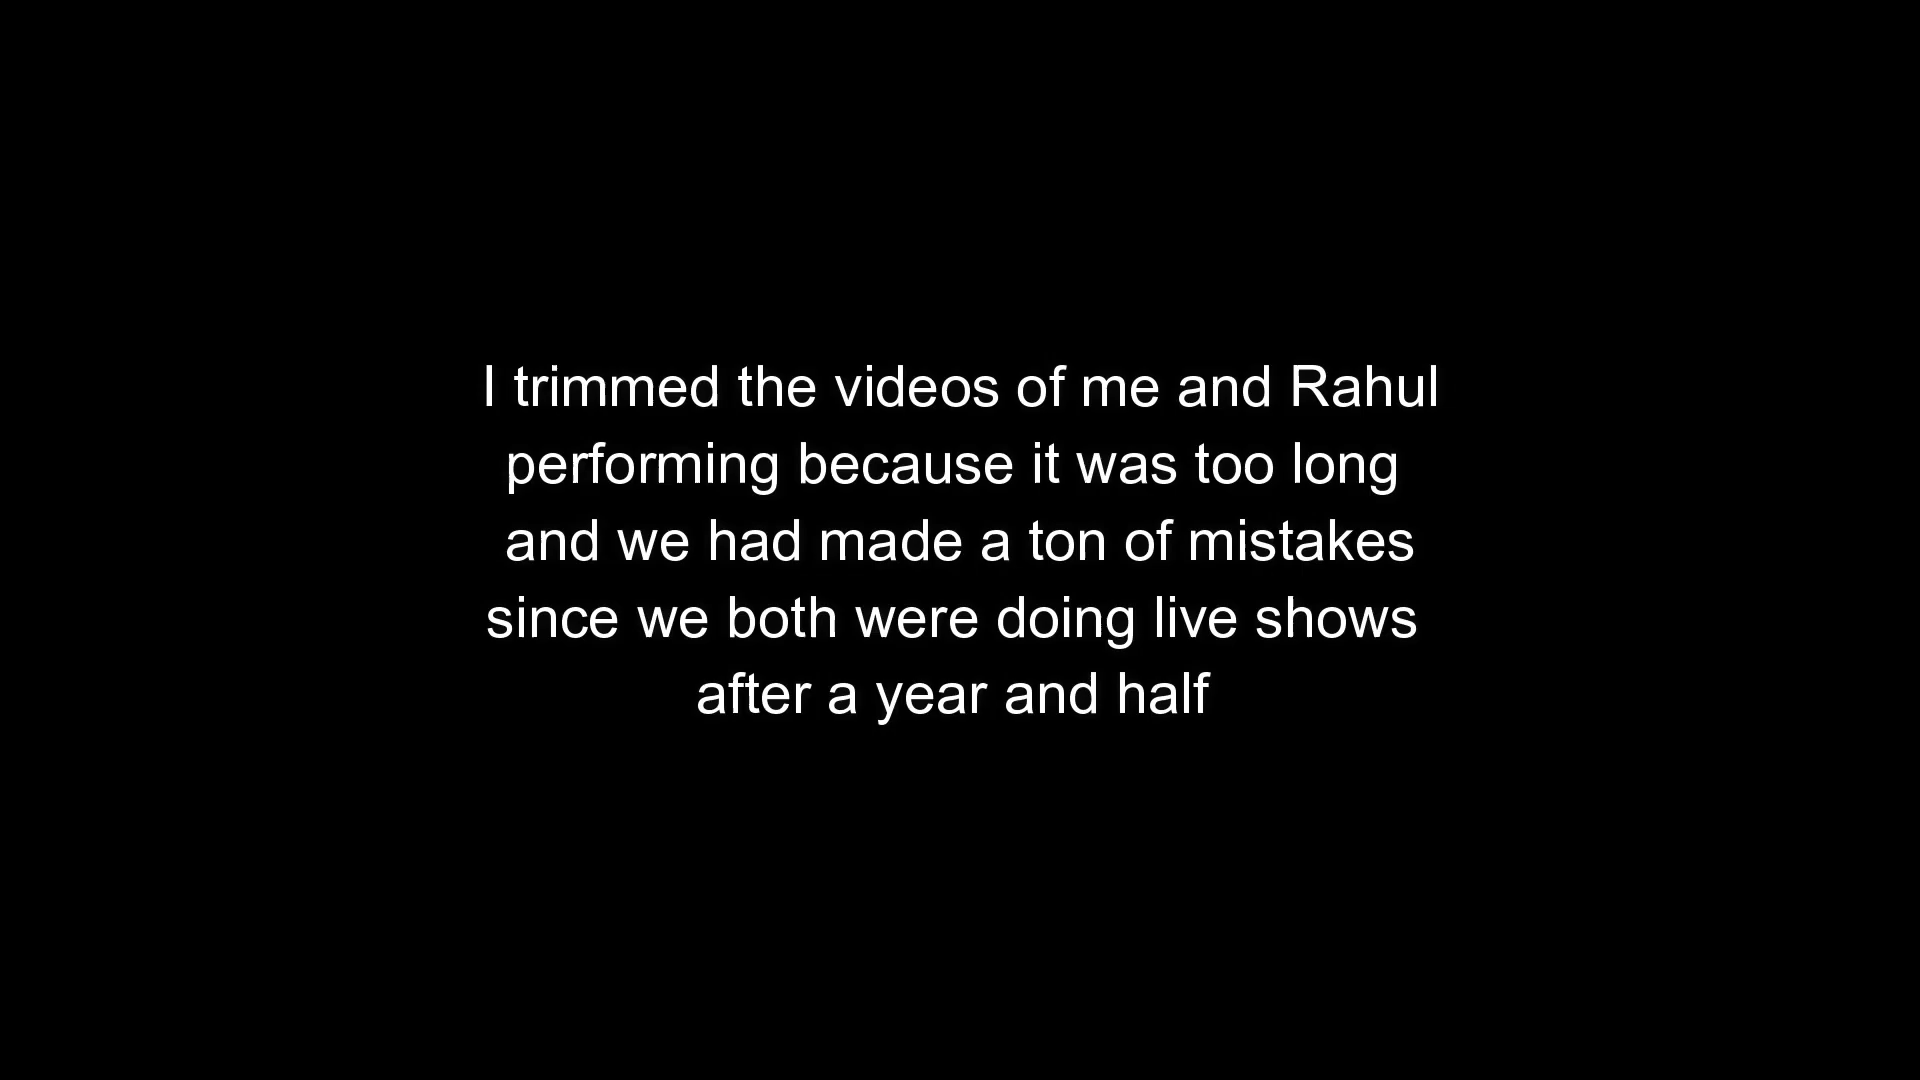 I trimmed the videos of me and Rahul
performing because it was too long
and we had made a ton of mistakes
since we both were doing live shows
after a year and half